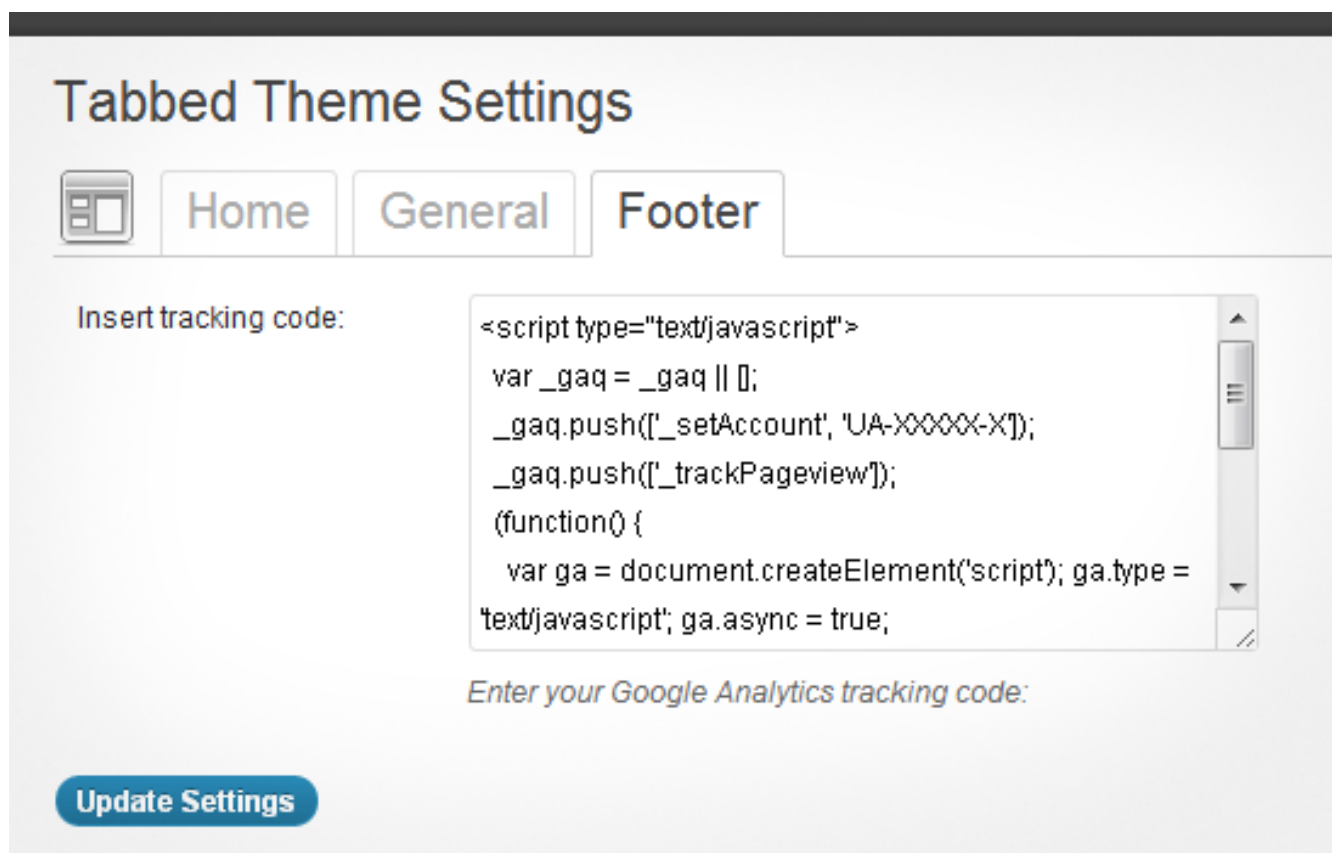 Tabbed Theme Settings
Home General Footer
Insert tracking code:
<script type="text/javascript">
var _gaq = _gaq || [];
_gaq.push(['_setAccount', 'UA-XXXXX-X']);
_gaq.push(['_trackPageview']);
(function() {
var ga = document.createElement('script'); ga.type =
'text/javascript'; ga.async = true;
Enter your Google Analytics tracking code:
Update Settings